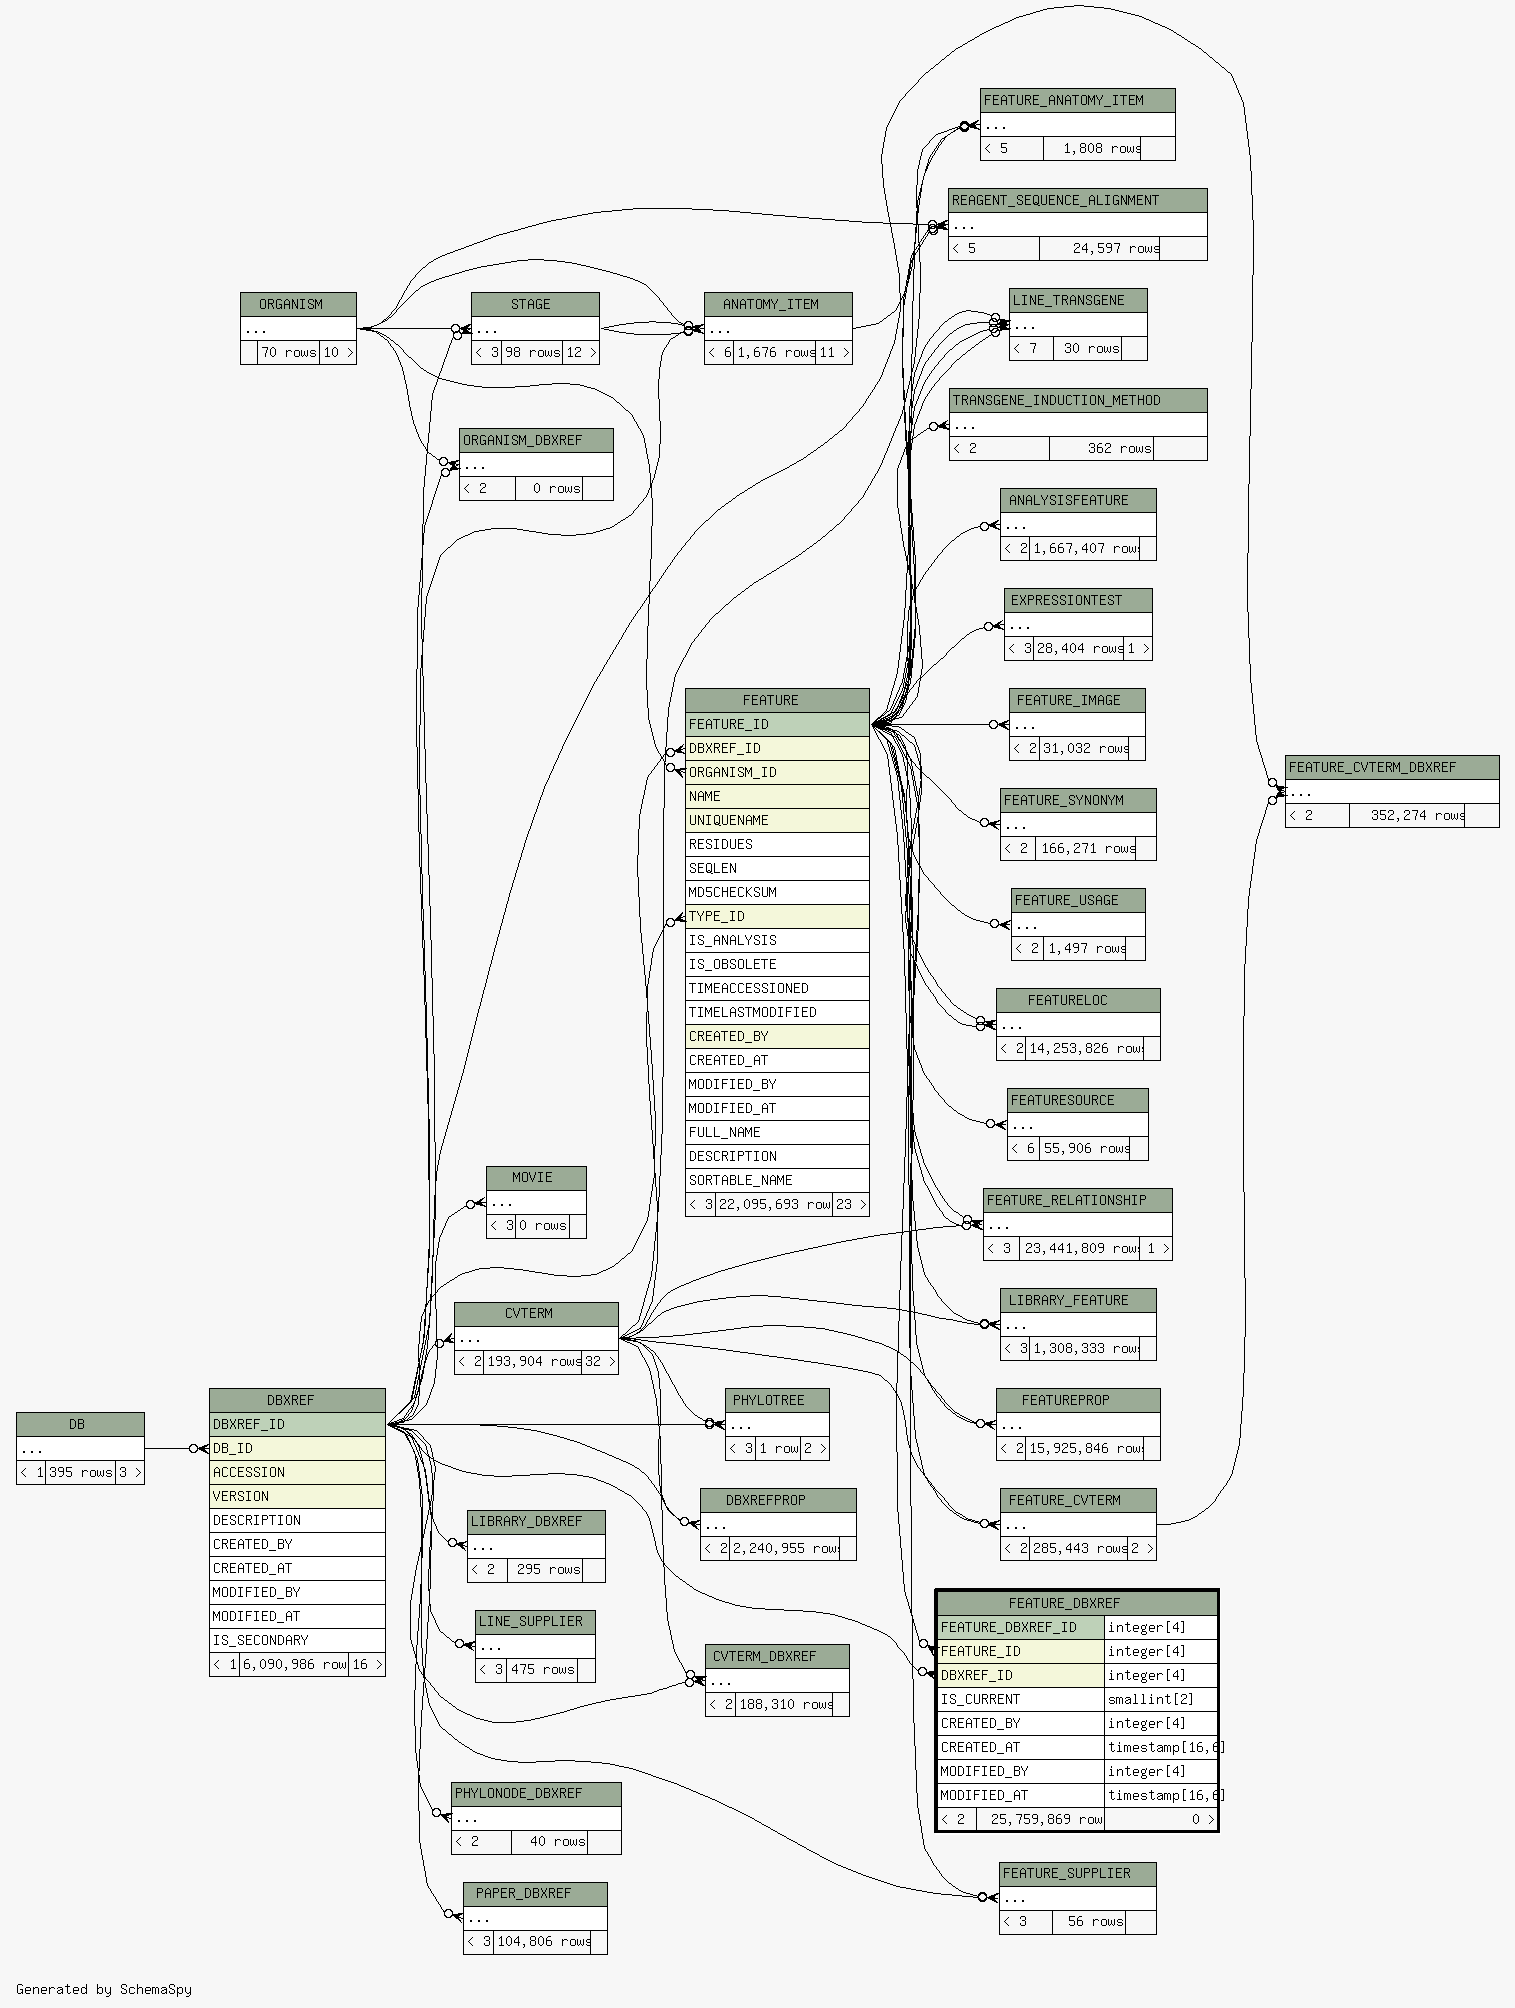 FEATURE_ANATOMY_ITEM
...
< 5 1,808 rows
REAGENT_SEQUENCE_ALIGNMENT
...
< 5 24,597 rows
ORGANISM
...
70 rows 10 >
STAGE
...
< 3 98 rows 12 >
ANATOMY_ITEM
...
< 6 1,676 rows 11 >
LINE_TRANSGENE
...
< 7 30 rows
TRANSGENE_INDUCTION_METHOD
...
< 2 362 rows
ORGANISM_DBXREF
...
< 2 0 rows
ANALYSISFEATURE
...
< 2 1,667,407 rows
EXPRESSIONTEST
...
< 3 28,404 rows 1 >
FEATURE
FEATURE_ID
DBXREF_ID
ORGANISM_ID
NAME
UNIQUENAME
RESIDUES
SEQLEN
MD5CHECKSUM
TYPE_ID
IS_ANALYSIS
IS_OBSOLETE
TIMEACCESSIONED
TIMELASTMODIFIED
CREATED_BY
CREATED_AT
MODIFIED_BY
MODIFIED_AT
FULL_NAME
DESCRIPTION
SORTABLE_NAME
< 3 22,095,693 row 23 >
FEATURE_IMAGE
...
< 2 31,032 rows
FEATURE_CVTERM_DBXREF
...
< 2 352,274 rows
FEATURE_SYNONYM
...
< 2 166,271 rows
FEATURE_USAGE
...
< 2 1,497 rows
FEATURELOC
...
< 2 14,253,826 rows
FEATURESOURCE
...
< 6 55,906 rows
MOVIE
...
< 3 0 rows
FEATURE_RELATIONSHIP
...
< 3 23,441,809 rows 1 >
CVTERM
...
< 2 193,904 rows 32 >
LIBRARY_FEATURE
...
< 3 1,308,333 rows
DB
...
< 1 395 rows 3 >
DBXREF
DBXREF_ID
DB_ID
ACCESSION
VERSION
DESCRIPTION
CREATED_BY
CREATED_AT
MODIFIED_BY
MODIFIED_AT
IS_SECONDARY
< 1 6,090,986 row 16 >
PHYLOTREE
...
< 3 1 row 2 >
FEATUREPROP
...
< 2 15,925,846 rows
DBXREFPROP
...
< 2 2,240,955 rows
FEATURE_CVTERM
...
< 2 285,443 rows 2 >
LIBRARY_DBXREF
...
< 2 295 rows
LINE_SUPPLIER
...
< 3 475 rows
CVTERM_DBXREF
...
< 2 188,310 rows
FEATURE_DBXREF
FEATURE_DBXREF_ID integer[4]
FEATURE_ID integer[4]
DBXREF_ID integer[4]
IS_CURRENT smallint[2]
CREATED_BY integer[4]
CREATED_AT timestamp[16,6]
MODIFIED_BY integer[4]
MODIFIED_AT timestamp[16,6]
< 2 25,759,869 row 0 >
PHYLONODE_DBXREF
...
< 2 40 rows
PAPER_DBXREF
...
< 3 104,806 rows
FEATURE_SUPPLIER
...
< 3 56 rows
Generated by SchemaSpy